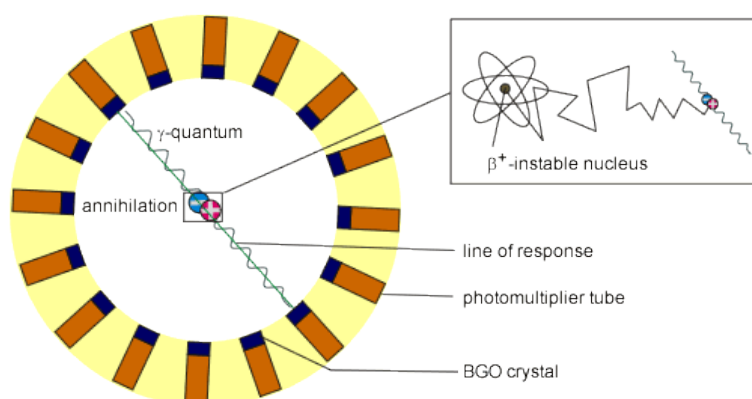 γ-quantum
annihilation
β⁺-instable nucleus
line of response
photomultiplier tube
BGO crystal